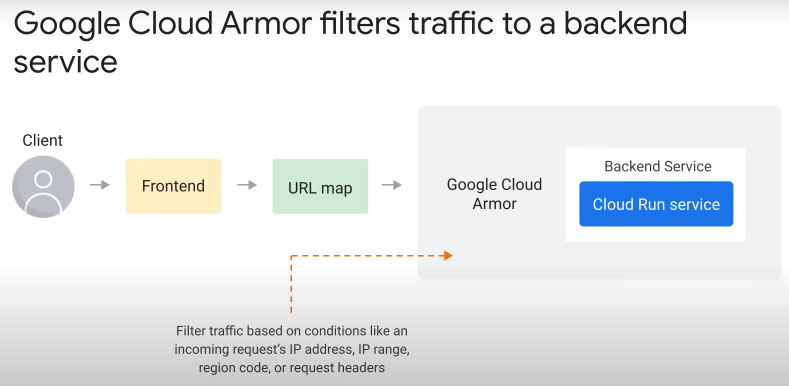 Google Cloud Armor filters traffic to a backend
service
Client
Frontend
URL map
Google Cloud
Armor
Backend Service
Cloud Run service
Filter traffic based on conditions like an
incoming request's IP address, IP range,
region code, or request headers